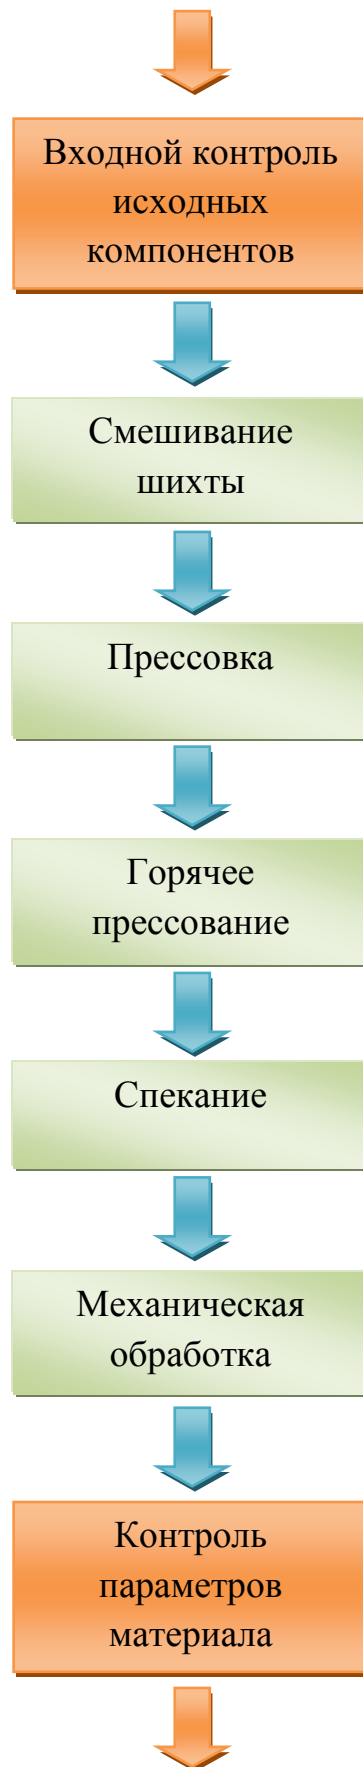 Входной контроль
исходных
компонентов
Смешивание
шихты
Прессовка
Горячее
прессование
Спекание
Механическая
обработка
Контроль
параметров
материала